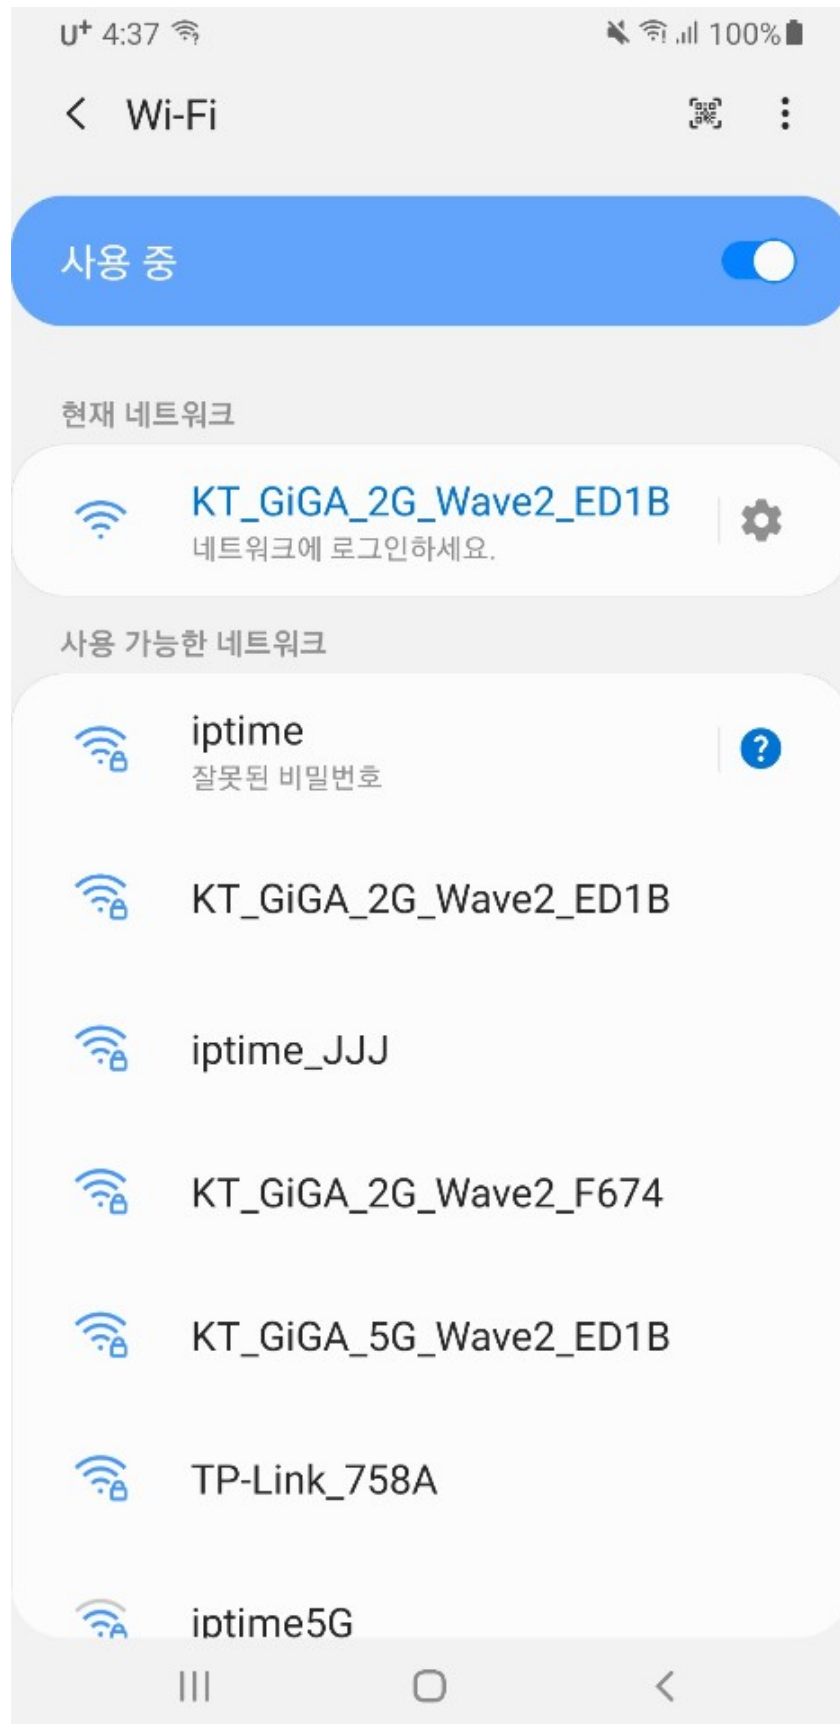 U⁺ 4:37 100%
Wi-Fi
사용 중
현재 네트워크
KT_GiGA_2G_Wave2_ED1B
네트워크에 로그인하세요.
사용 가능한 네트워크
iptime
잘못된 비밀번호
KT_GiGA_2G_Wave2_ED1B
iptime_JJJ
KT_GiGA_2G_Wave2_F674
KT_GiGA_5G_Wave2_ED1B
TP-Link_758A
iptime5G